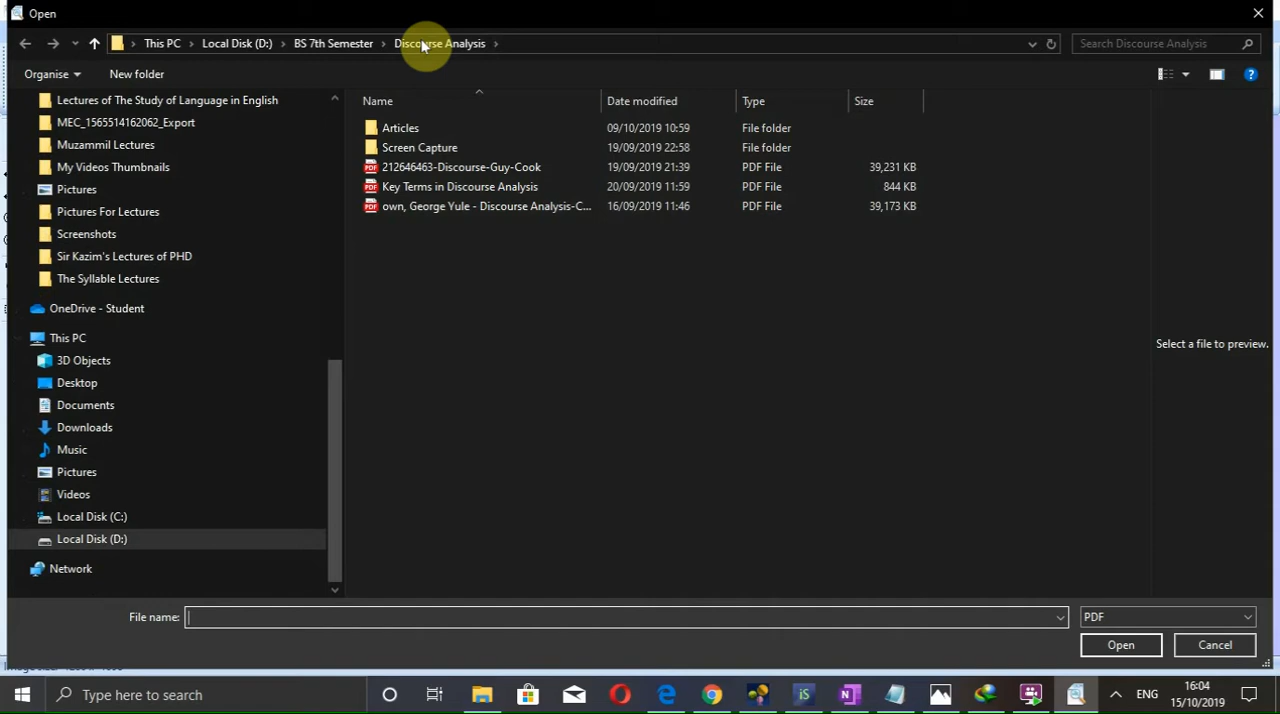 Open
This PC > Local Disk (D:) > BS 7th Semester > Discourse Analysis >
Search Discourse Analysis
Organise
New folder
Lectures of The Study of Language in English
MEC_1565514162062_Export
Muzammil Lectures
My Videos Thumbnails
Pictures
Pictures For Lectures
Screenshots
Sir Kazim's Lectures of PHD
The Syllable Lectures
OneDrive - Student
This PC
3D Objects
Desktop
Documents
Downloads
Music
Pictures
Videos
Local Disk (C:)
Local Disk (D:)
Network
Name Date modified Type Size
Articles 09/10/2019 10:59 File folder
Screen Capture 19/09/2019 22:58 File folder
212646463-Discourse-Guy-Cook 19/09/2019 21:39 PDF File 39,231 KB
Key Terms in Discourse Analysis 20/09/2019 11:59 PDF File 844 KB
own, George Yule - Discourse Analysis-C... 16/09/2019 11:46 PDF File 39,173 KB
Select a file to preview.
File name:
PDF
Open Cancel
Type here to search
ENG
16:04
15/10/2019